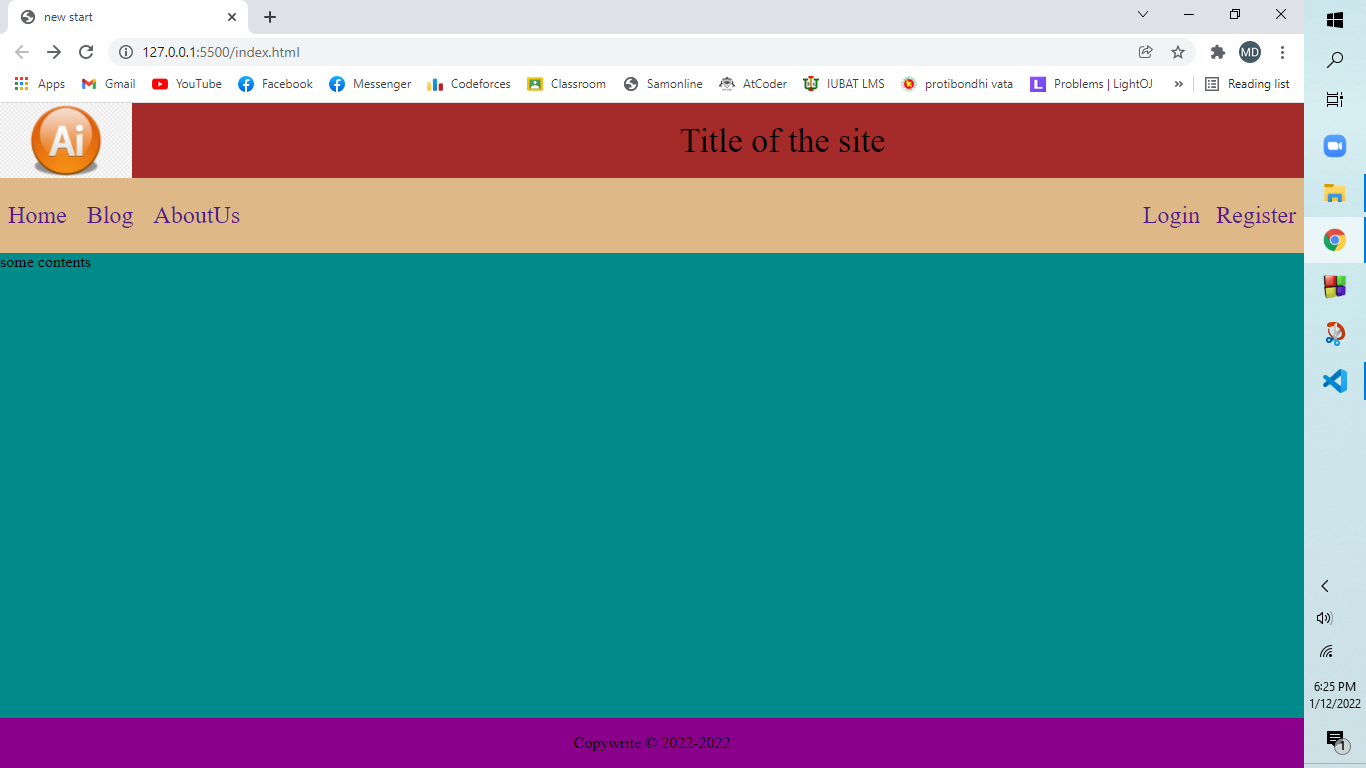 new start
127.0.0.1:5500/index.html
MD
Apps Gmail YouTube Facebook Messenger Codeforces Classroom Samonline AtCoder IUBAT LMS protibondhi vata L Problems | LightOJ » Reading list
Ai
Title of the site
Home Blog AboutUs Login Register
some contents
Copywrite © 2022-2022
6:25 PM
1/12/2022
1